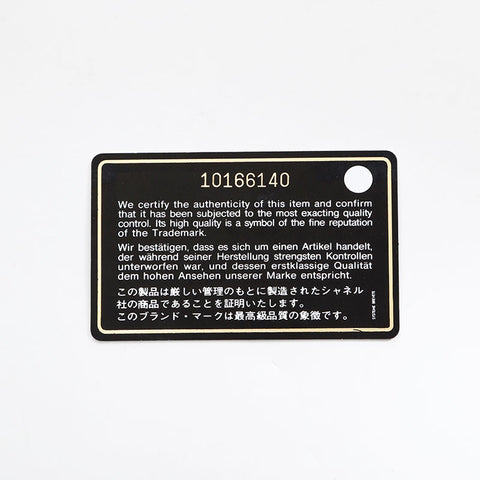 10166140
We certify the authenticity of this item and confirm
that it has been subjected to the most exacting quality
control. Its high quality is a symbol of the fine reputation
of the Trademark.
Wir bestätigen, dass es sich um einen Artikel handelt,
der während seiner Herstellung strengsten Kontrollen
unterworfen war, und dessen erstklassige Qualität
dem hohen Ansehen unserer Marke entspricht.
この製品は厳しい管理のもとに製造されたシャネル
社の商品であることを証明いたします。
このブランド・マークは最高級品質の象徴です。